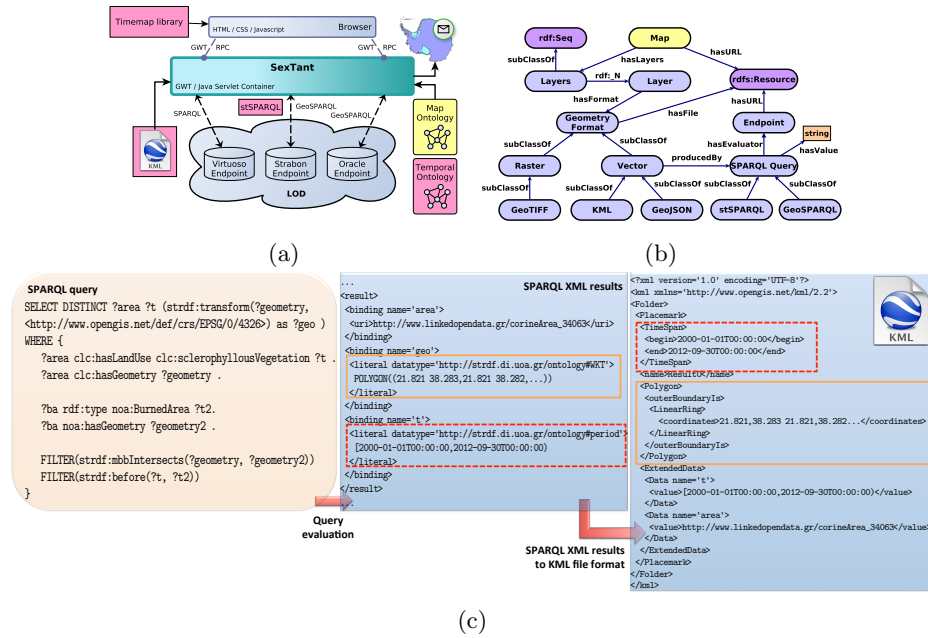 Timemap library
HTML / CSS / Javascript
Browser
GWT
RPC
GWT
RPC
SexTant
GWT / Java Servlet Container
SPARQL
stSPARQL
GeoSPARQL
GeoSPARQL
KML
Virtuoso
Endpoint
Strabon
Endpoint
Oracle
Endpoint
LOD
Map
Ontology
Temporal
Ontology
(a)
rdf:Seq
Map
subClassOf
hasLayers
hasURL
Layers
rdf:_N
Layer
rdfs:Resource
hasFormat
hasFile
hasURL
Geometry
Format
Endpoint
string
subClassOf
subClassOf
hasEvaluator
hasValue
Raster
Vector
producedBy
SPARQL Query
subClassOf
subClassOf
subClassOf
subClassOf
subClassOf
GeoTIFF
KML
GeoJSON
stSPARQL
GeoSPARQL
(b)
SPARQL query
SELECT DISTINCT ?area ?t (strdf:transform(?geometry,
<http://www.opengis.net/def/crs/EPSG/0/4326>) as ?geo )
WHERE {
?area clc:hasLandUse clc:sclerophyllousVegetation ?t .
?area clc:hasGeometry ?geometry .
?ba rdf:type noa:BurnedArea ?t2.
?ba noa:hasGeometry ?geometry2 .
FILTER(strdf:mbbIntersects(?geometry, ?geometry2))
FILTER(strdf:before(?t, ?t2))
}
Query
evaluation
SPARQL XML results
...
<result>
<binding name='area'>
<uri>http://www.linkedopendata.gr/corineArea_34063</uri>
</binding>
<binding name='geo'>
<literal datatype='http://strdf.di.uoa.gr/ontology#WKT'>
POLYGON((21.821 38.283,21.821 38.282,...))
</literal>
</binding>
<binding name='t'>
<literal datatype='http://strdf.di.uoa.gr/ontology#period'>
[2000-01-01T00:00:00,2012-09-30T00:00:00)
</literal>
</binding>
</result>
...
SPARQL XML results
to KML file format
<?xml version='1.0' encoding='UTF-8'?>
<kml xmlns='http://www.opengis.net/kml/2.2'>
<Folder>
<Placemark>
<TimeSpan>
<begin>2000-01-01T00:00:00</begin>
<end>2012-09-30T00:00:00</end>
</TimeSpan>
<name>Result0</name>
<Polygon>
<outerBoundaryIs>
<LinearRing>
<coordinates>21.821,38.283 21.821,38.282...</coordinates>
</LinearRing>
</outerBoundaryIs>
</Polygon>
<ExtendedData>
<Data name='t'>
<value>[2000-01-01T00:00:00,2012-09-30T00:00:00)</value>
</Data>
<Data name='area'>
<value>http://www.linkedopendata.gr/corineArea_34063</value>
</Data>
</ExtendedData>
</Placemark>
</Folder>
</kml>
KML
(c)